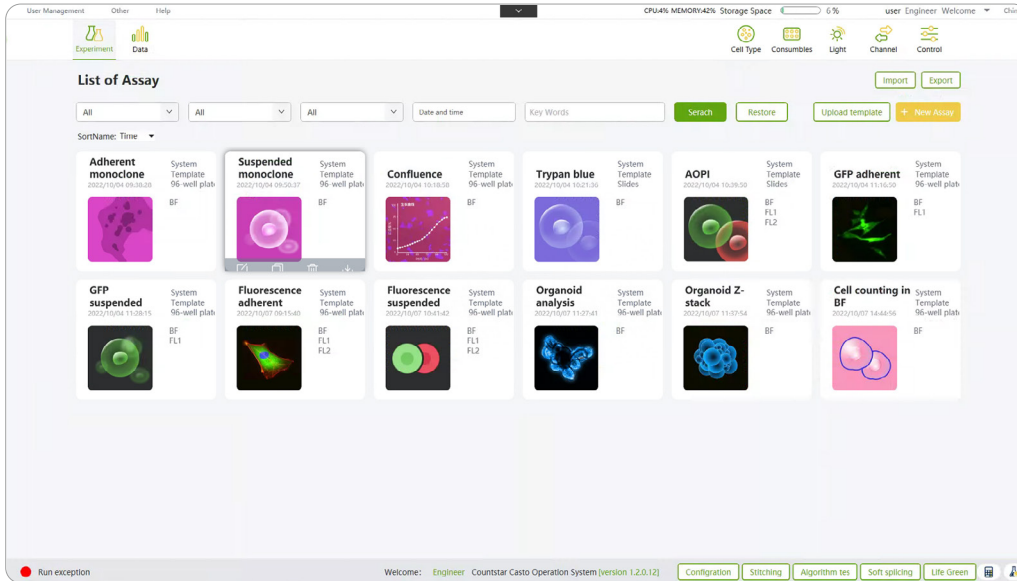 User Management Other Help CPU:4% MEMORY:42% Storage Space 6% user Engineer Welcome
Experiment Data Cell Type Consumbles Light Channel Control
List of Assay Import Export
All All All Date and time Key Words Serach Restore Upload template + New Assay
SortName: Time
Adherent monoclone
2022/10/04 09:38:20
System Template
96-well plat
BF
Suspended monoclone
2022/10/04 09:50:37
System Template
96-well plat
BF
Confluence
2022/10/04 10:18:50
System Template
96-well plat
BF
Trypan blue
2022/10/04 10:21:36
System Template
Slides
BF
AOPI
2022/10/04 10:39:50
System Template
Slides
BF
FL1
FL2
GFP adherent
2022/10/04 11:16:50
System Template
96-well plat
BF
FL1
GFP suspended
2022/10/04 11:28:15
System Template
96-well plat
BF
FL1
Fluorescence adherent
2022/10/07 09:15:40
System Template
96-well plat
BF
FL1
FL2
Fluorescence suspended
2022/10/07 10:41:42
System Template
96-well plat
BF
FL1
FL2
Organoid analysis
2022/10/07 11:27:41
System Template
96-well plat
BF
Organoid Z-stack
2022/10/07 11:37:54
System Template
96-well plat
BF
Cell counting in BF
2022/10/07 14:44:56
System Template
96-well plat
BF
Run exception Welcome: Engineer Countstar Casto Operation System [version 1.2.0.12] Configration Stitching Algorithm tes Soft splicing Life Green